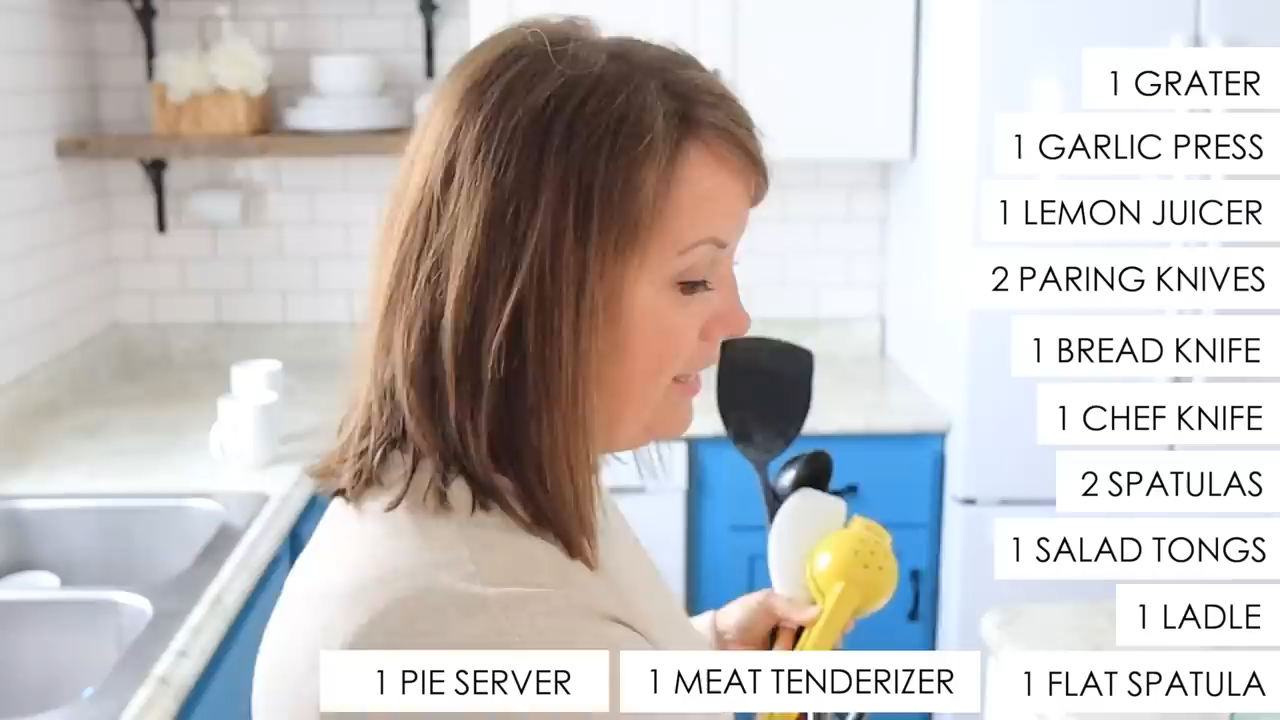 1 GRATER
1 GARLIC PRESS
1 LEMON JUICER
2 PARING KNIVES
1 BREAD KNIFE
1 CHEF KNIFE
2 SPATULAS
1 SALAD TONGS
1 LADLE
1 PIE SERVER
1 MEAT TENDERIZER
1 FLAT SPATULA